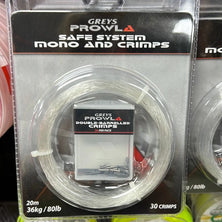 GREYS
PROWLA
SAFE SYSTEM
MONO AND CRIMPS
GREYS
PROWLA
DOUBLE-BARRELLED
CRIMPS
20m
36kg / 80lb
30 CRIMPS